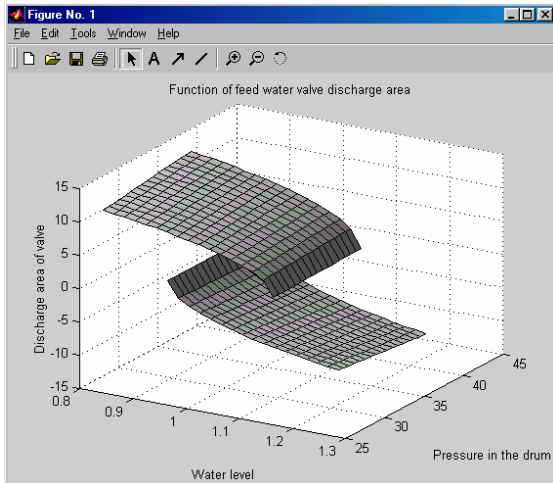 Figure No. 1
File Edit Tools Window Help
A
Function of feed water valve discharge area
15
10
5
0
-5
-10
-15
Discharge area of valve
0.8
0.9
1
1.1
1.2
1.3
Water level
25
30
35
40
45
Pressure in the drum